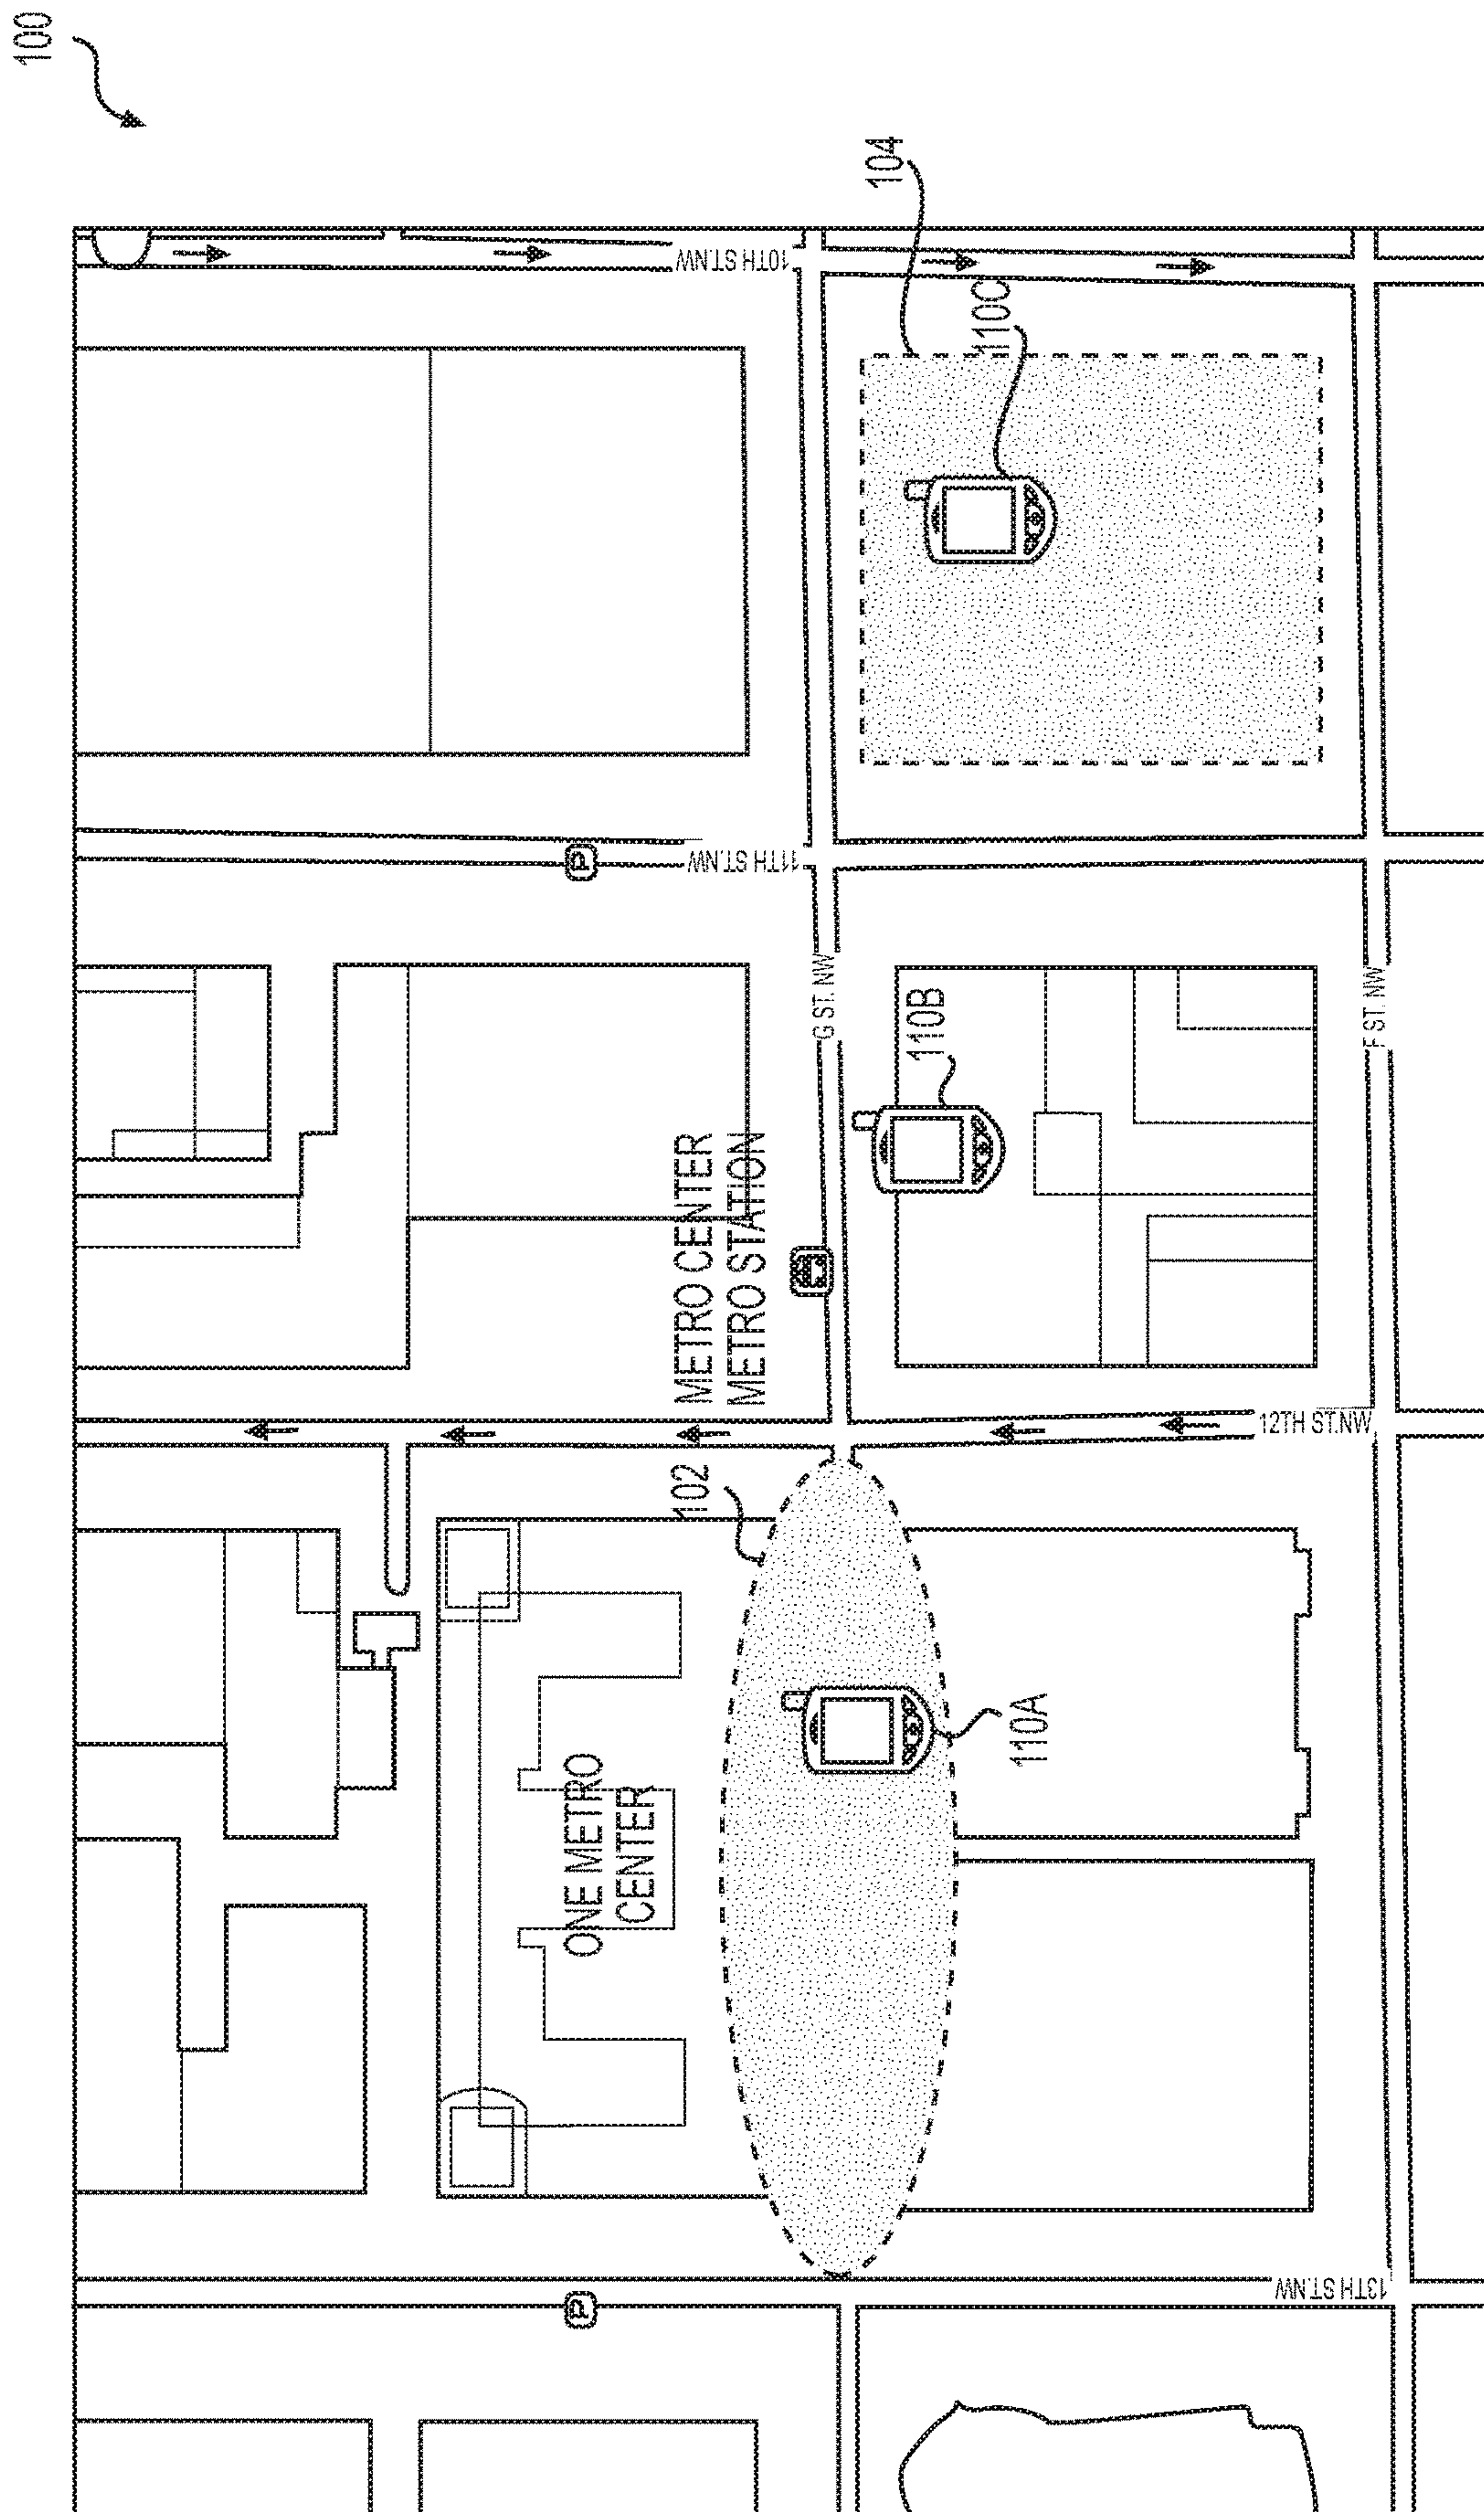 100
104
10TH ST.NW
110C
P
11TH ST.NW
G ST. NW
F ST. NW
110B
METRO CENTER
METRO STATION
12TH ST.NW
102
110A
ONE METRO
CENTER
P
13TH ST.NW